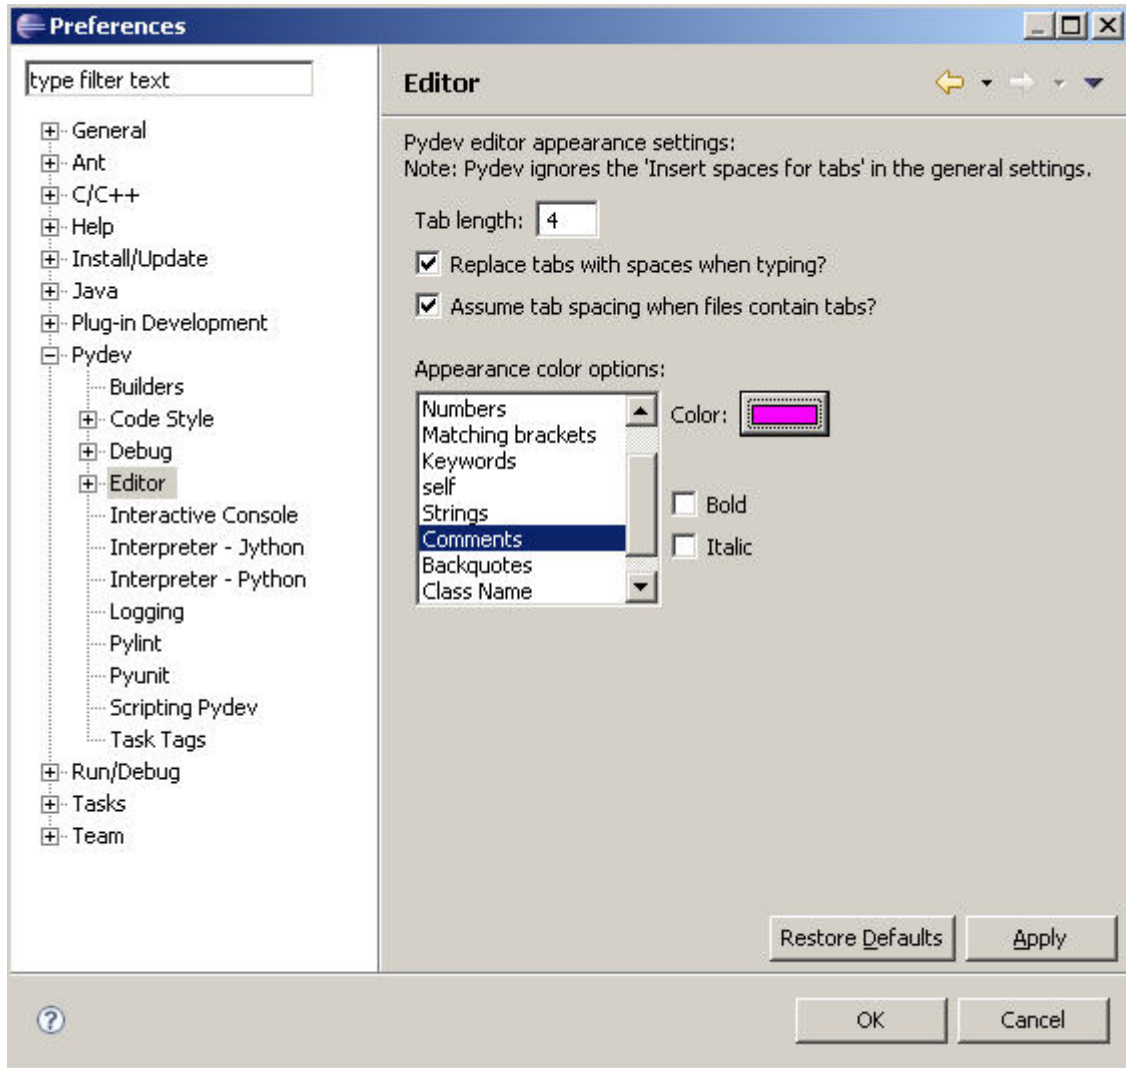 Preferences
type filter text
General
Ant
C/C++
Help
Install/Update
Java
Plug-in Development
Pydev
Builders
Code Style
Debug
Editor
Interactive Console
Interpreter - Jython
Interpreter - Python
Logging
Pylint
Pyunit
Scripting Pydev
Task Tags
Run/Debug
Tasks
Team
Editor
Pydev editor appearance settings:
Note: Pydev ignores the 'Insert spaces for tabs' in the general settings.
Tab length: 4
Replace tabs with spaces when typing?
Assume tab spacing when files contain tabs?
Appearance color options:
Numbers
Matching brackets
Keywords
self
Strings
Comments
Backquotes
Class Name
Color:
Bold
Italic
Restore Defaults
Apply
OK
Cancel